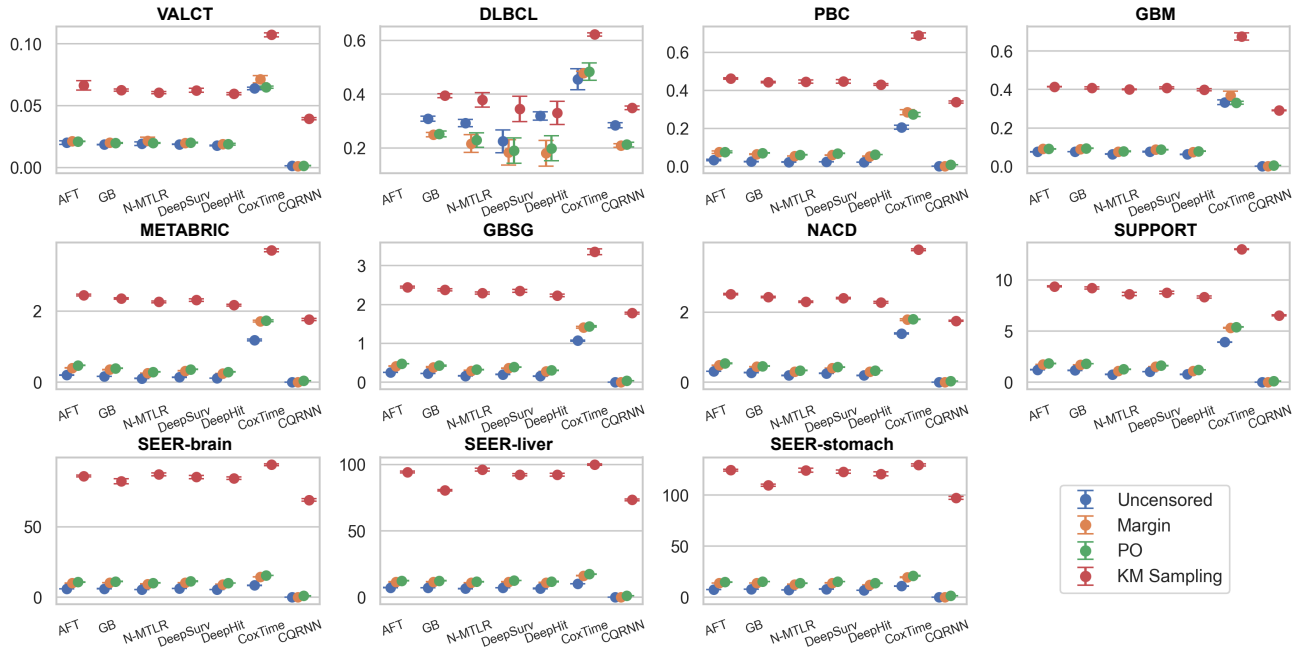 VALCT
DLBCL
PBC
GBM
0.10
0.05
0.00
0.6
0.4
0.2
0.6
0.4
0.2
0.0
0.6
0.4
0.2
0.0
AFT GB N-MTLR DeepSurv DeepHit CoxTime CQRNN
AFT GB N-MTLR DeepSurv DeepHit CoxTime CQRNN
AFT GB N-MTLR DeepSurv DeepHit CoxTime CQRNN
AFT GB N-MTLR DeepSurv DeepHit CoxTime CQRNN
METABRIC
GBSG
NACD
SUPPORT
2
0
3
2
1
0
2
0
10
5
0
AFT GB N-MTLR DeepSurv DeepHit CoxTime CQRNN
AFT GB N-MTLR DeepSurv DeepHit CoxTime CQRNN
AFT GB N-MTLR DeepSurv DeepHit CoxTime CQRNN
AFT GB N-MTLR DeepSurv DeepHit CoxTime CQRNN
SEER-brain
SEER-liver
SEER-stomach
50
0
100
50
0
100
50
0
AFT GB N-MTLR DeepSurv DeepHit CoxTime CQRNN
AFT GB N-MTLR DeepSurv DeepHit CoxTime CQRNN
AFT GB N-MTLR DeepSurv DeepHit CoxTime CQRNN
Uncensored
Margin
PO
KM Sampling